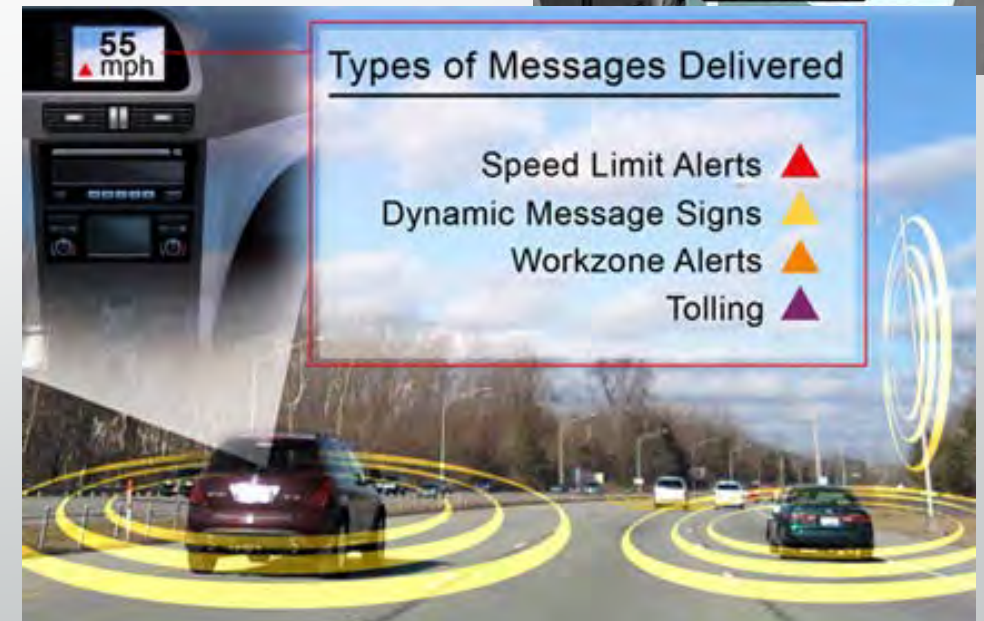 55
mph
Types of Messages Delivered
Speed Limit Alerts
Dynamic Message Signs
Workzone Alerts
Tolling